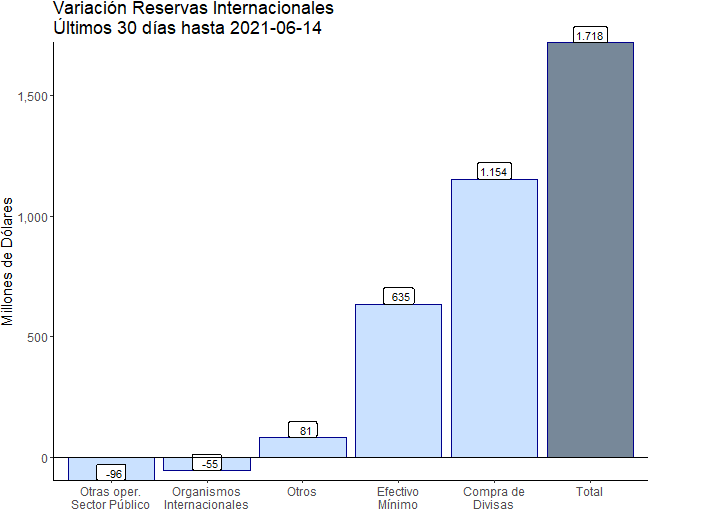 Variación Reservas Internacionales
Últimos 30 días hasta 2021-06-14
Millones de Dólares
1,500
1,000
500
0
-96
-55
81
635
1.154
1.718
Otras oper.
Sector Público
Organismos
Internacionales
Otros
Efectivo
Mínimo
Compra de
Divisas
Total